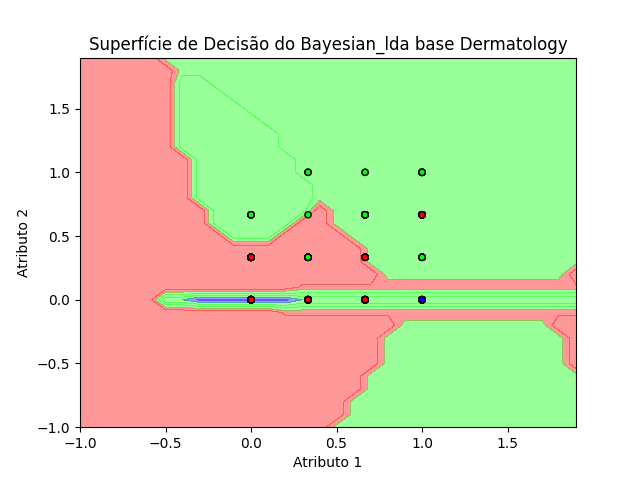 Superfície de Decisão do Bayesian_lda base Dermatology
1.5
1.0
0.5
0.0
−0.5
−1.0
Atributo 2
−1.0 −0.5 0.0 0.5 1.0 1.5
Atributo 1